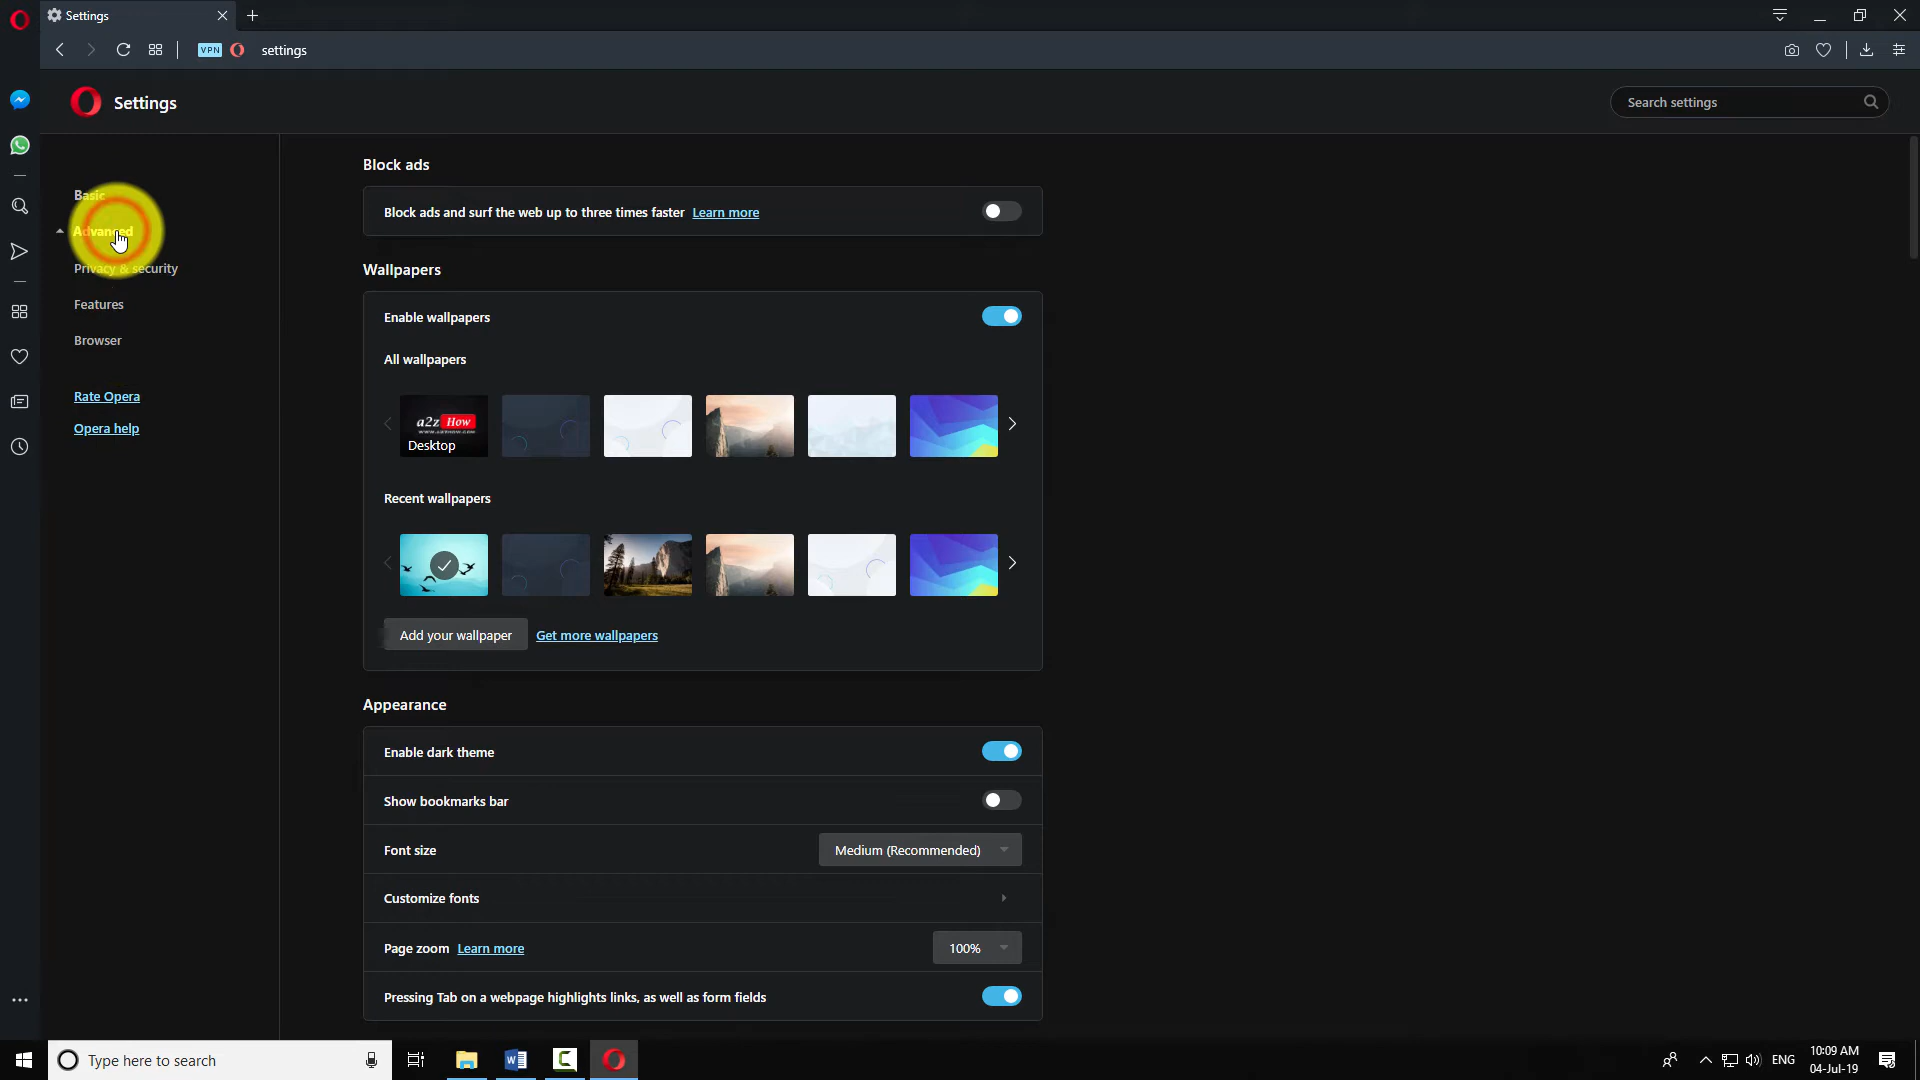 Settings
VPN
settings
Settings
Search settings
Basic
Advanced
Privacy & security
Features
Browser
Rate Opera
Opera help
Block ads
Block ads and surf the web up to three times faster Learn more
Wallpapers
Enable wallpapers
All wallpapers
a2z How
www.a2zhow.com
Desktop
Recent wallpapers
Add your wallpaper
Get more wallpapers
Appearance
Enable dark theme
Show bookmarks bar
Font size
Medium (Recommended)
Customize fonts
Page zoom Learn more
100%
Pressing Tab on a webpage highlights links, as well as form fields
Type here to search
ENG
10:09 AM
04-Jul-19